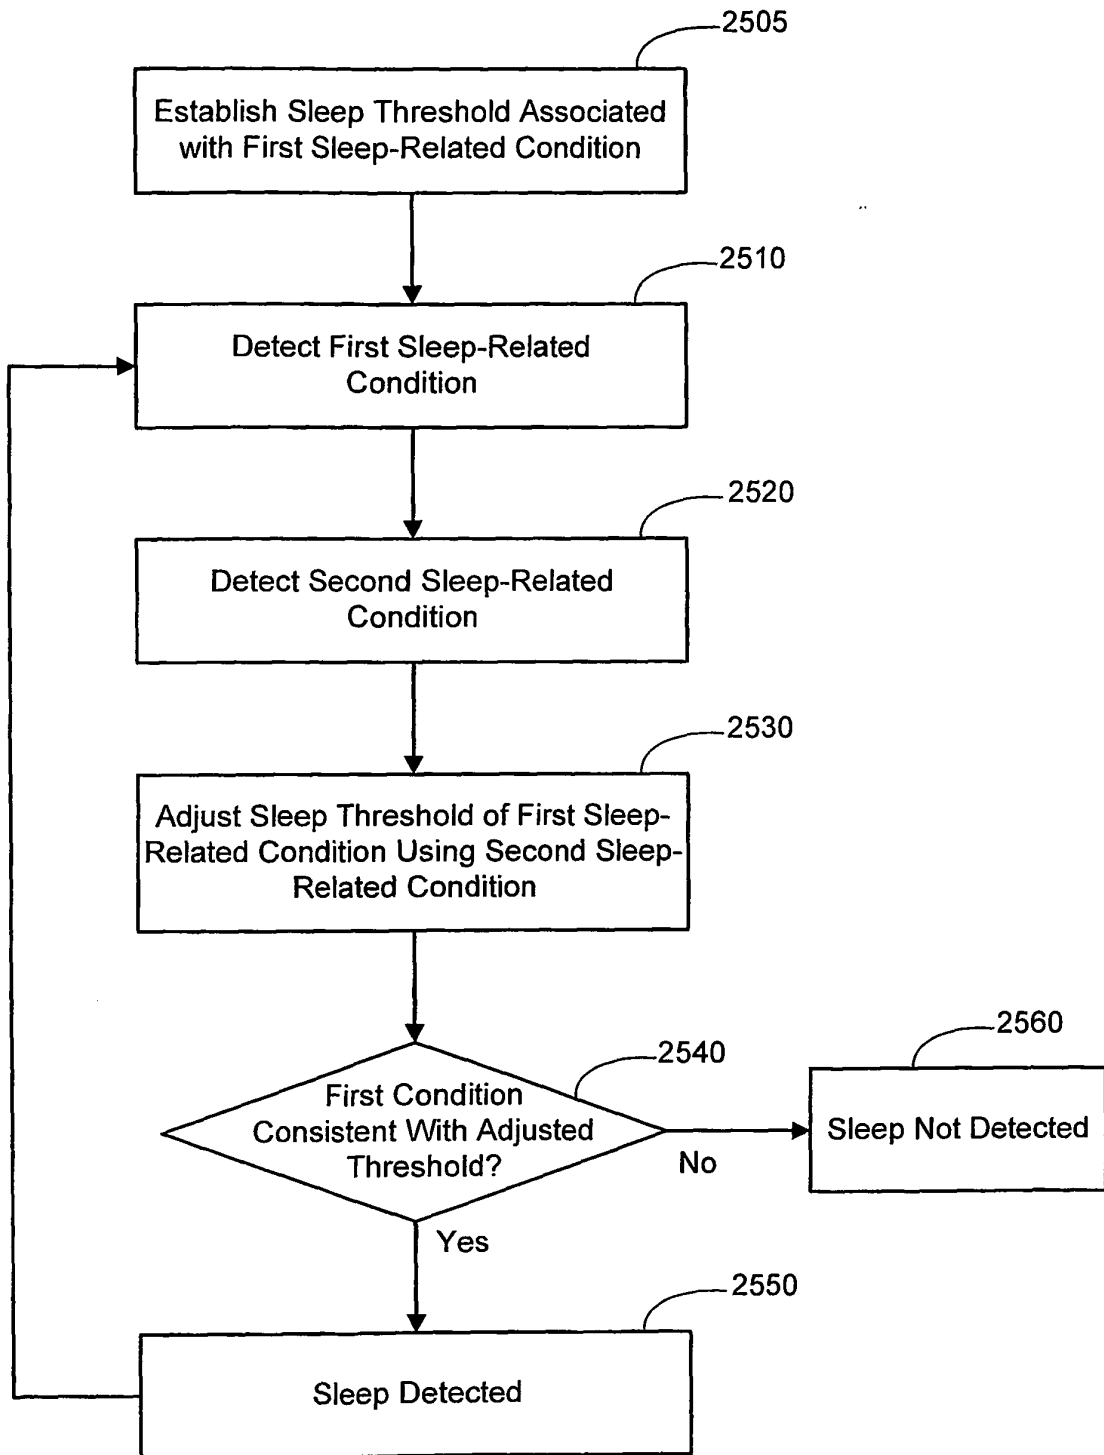 2505
Establish Sleep Threshold Associated
with First Sleep-Related Condition
2510
Detect First Sleep-Related
Condition
2520
Detect Second Sleep-Related
Condition
2530
Adjust Sleep Threshold of First Sleep-
Related Condition Using Second Sleep-
Related Condition
2540
First Condition
Consistent With Adjusted
Threshold?
No
2560
Sleep Not Detected
Yes
2550
Sleep Detected